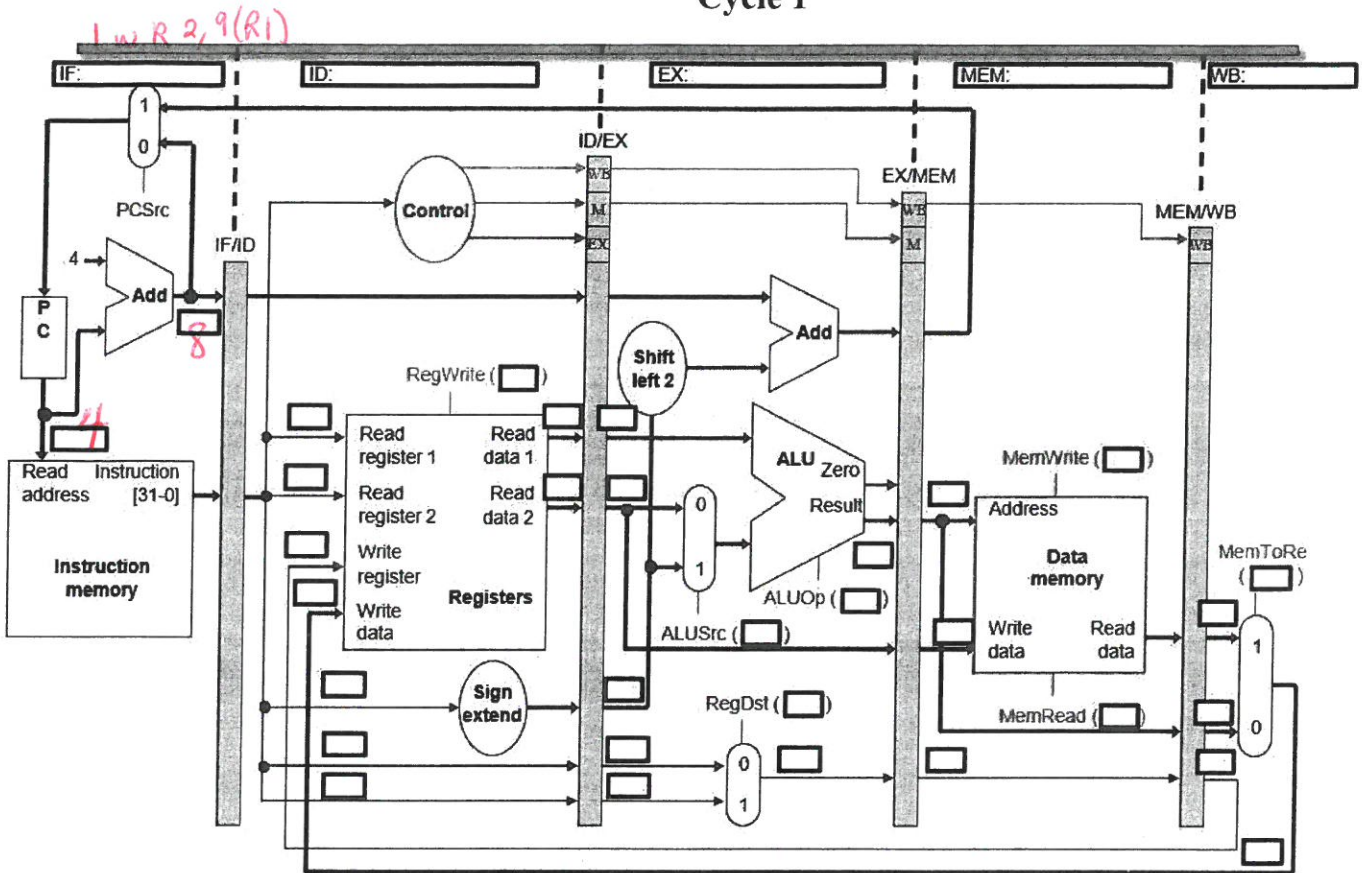 Cycle 1
lw R2, 9(R1)
IF:
ID:
EX:
MEM:
WB:
1
0
PCSrc
4
Add
8
P
C
4
Read
address
Instruction
[31-0]
Instruction
memory
IF/ID
Control
ID/EX
WB
M
EX
RegWrite ( )
Read
register 1
Read
data 1
Read
register 2
Read
data 2
Write
register
Write
data
Registers
Sign
extend
Shift
left 2
Add
ALU
Zero
Result
0
1
ALUOp ( )
ALUSrc ( )
RegDst ( )
0
1
EX/MEM
WB
M
MemWrite ( )
Address
Data
memory
Write
data
Read
data
MemRead ( )
MEM/WB
WB
MemToRe
( )
1
0